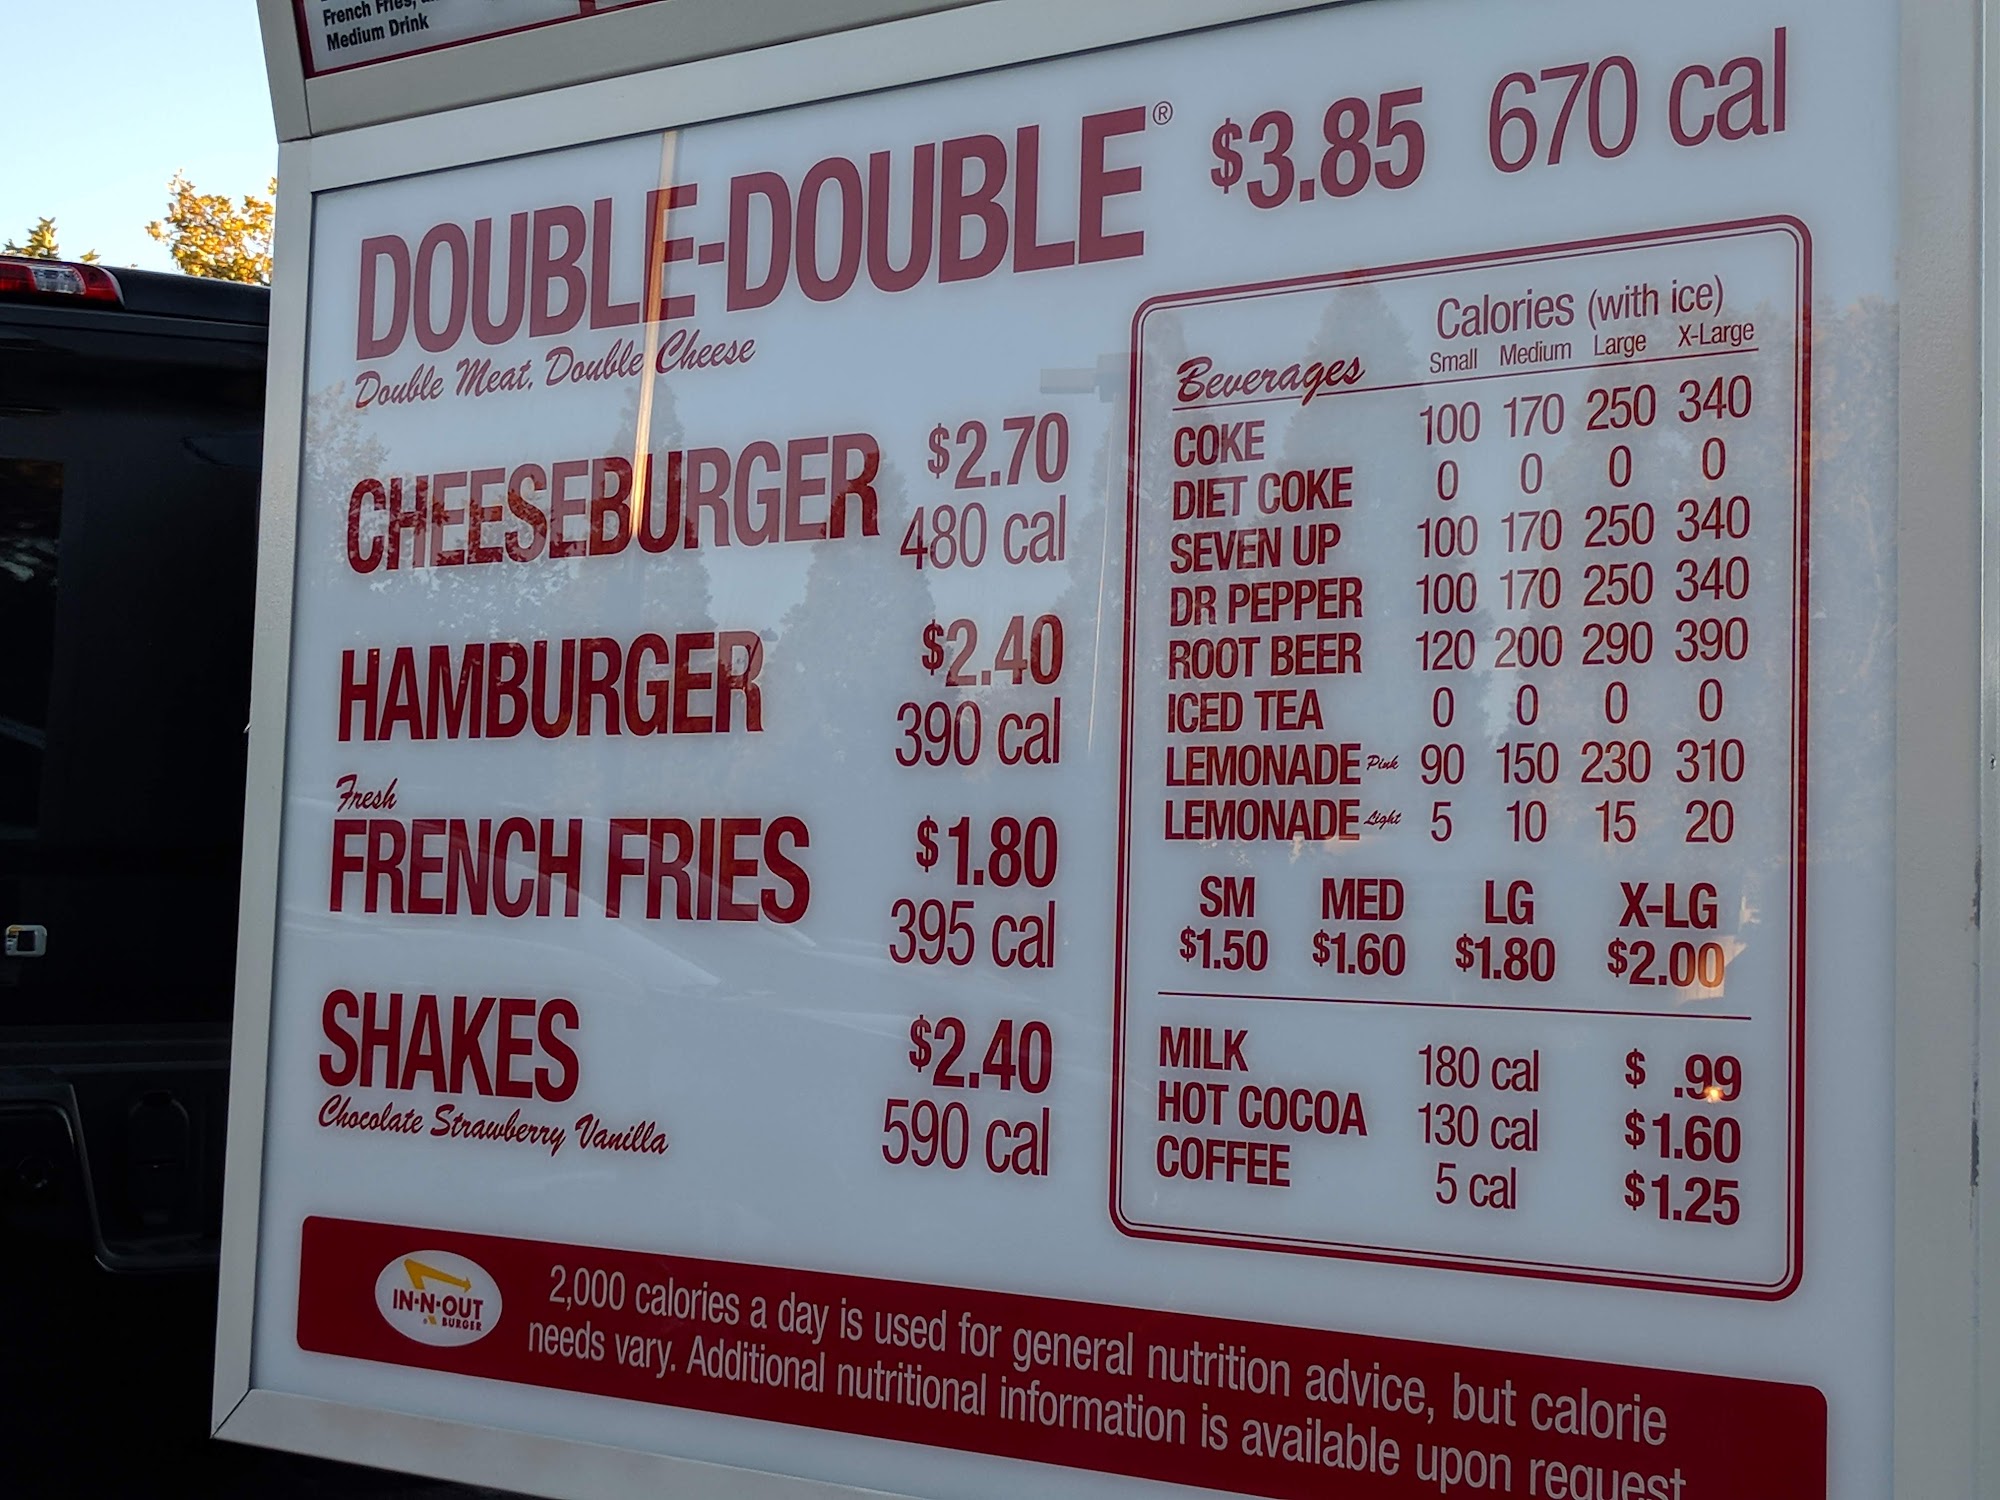 French Fries,
Medium Drink
DOUBLE-DOUBLE® $3.85 670 cal
Double Meat, Double Cheese
CHEESEBURGER $2.70
480 cal
HAMBURGER $2.40
390 cal
Fresh
FRENCH FRIES $1.80
395 cal
SHAKES $2.40
Chocolate Strawberry Vanilla 590 cal
Calories (with ice)
Beverages Small Medium Large X-Large
COKE 100 170 250 340
DIET COKE 0 0 0 0
SEVEN UP 100 170 250 340
DR PEPPER 100 170 250 340
ROOT BEER 120 200 290 390
ICED TEA 0 0 0 0
LEMONADE Pink 90 150 230 310
LEMONADE Light 5 10 15 20
SM MED LG X-LG
$1.50 $1.60 $1.80 $2.00
MILK 180 cal $ .99
HOT COCOA 130 cal $1.60
COFFEE 5 cal $1.25
IN-N-OUT
BURGER
2,000 calories a day is used for general nutrition advice, but calorie
needs vary. Additional nutritional information is available upon request